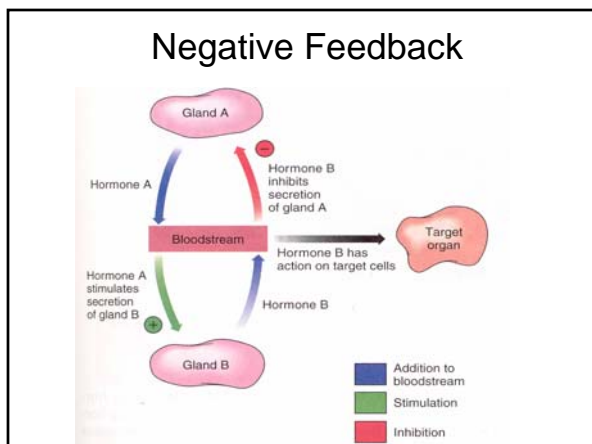 Negative Feedback
Gland A
−
Hormone B
inhibits
secretion
of gland A
Hormone A
Bloodstream
Target
organ
Hormone B has
action on target cells
Hormone A
stimulates
secretion
of gland B
+
Hormone B
Gland B
Addition to
bloodstream
Stimulation
Inhibition